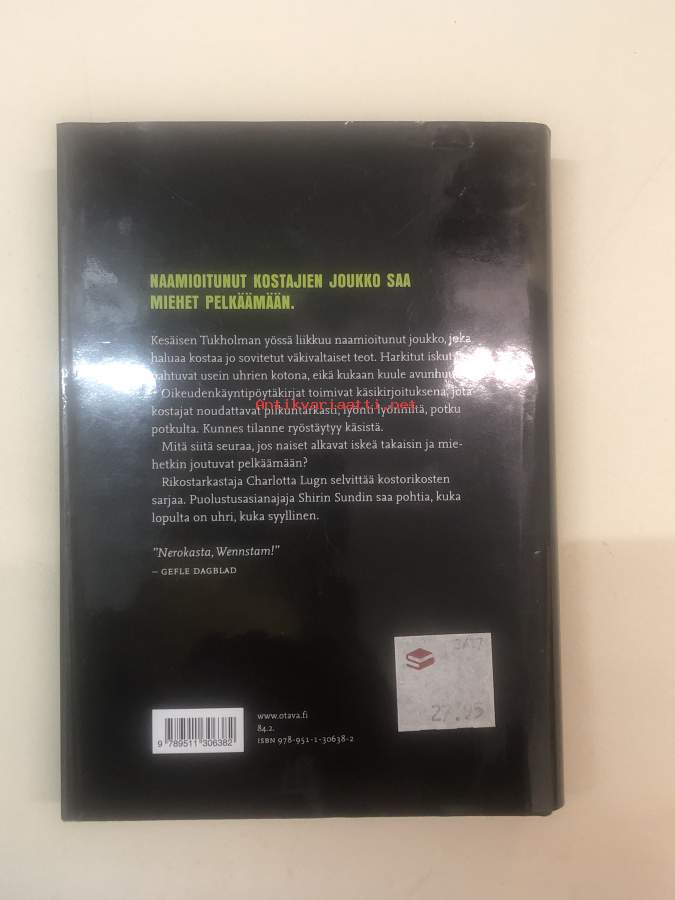 NAAMIOITUNUT KOSTAJIEN JOUKKO SAA
MIEHET PELKÄÄMÄÄN.
Kesäisen Tukholman yössä liikkuu naamioitunut joukko, joka
haluaa kostaa jo sovitetut väkivaltaiset teot. Harkitut iskut
tapahtuvat usein uhrien kotona, eikä kukaan kuule avunhuutoja.
Oikeudenkäyntipöytäkirjat toimivat käsikirjoituksena, jota
Antikvariaatti.net
kostajat noudattavat pilkuntarkasti, lyönti lyönniltä, potku
potkulta. Kunnes tilanne ryöstäytyy käsistä.
Mitä siitä seuraa, jos naiset alkavat iskeä takaisin ja mie-
hetkin joutuvat pelkäämään?
Rikostarkastaja Charlotta Lugn selvittää kostorikosten
sarjaa. Puolustusasianajaja Shirin Sundin saa pohtia, kuka
lopulta on uhri, kuka syyllinen.
"Nerokasta, Wennstam!"
– GEFLE DAGBLAD
27.95
www.otava.fi
84.2.
ISBN 978-951-1-30638-2
9 789511 306382